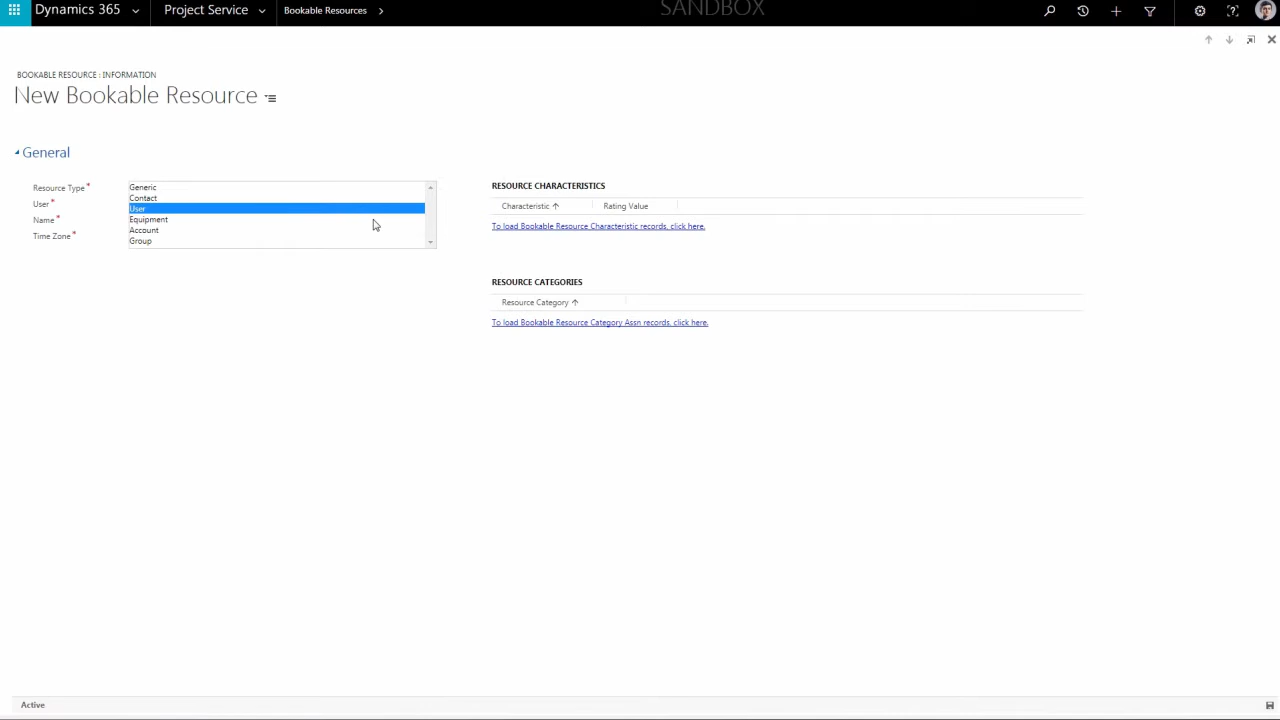 Dynamics 365 Project Service Bookable Resources SANDBOX
BOOKABLE RESOURCE : INFORMATION
New Bookable Resource
General
Resource Type*
User*
Name*
Time Zone*
Generic
Contact
User
Equipment
Account
Group
RESOURCE CHARACTERISTICS
Characteristic Rating Value
To load Bookable Resource Characteristic records, click here.
RESOURCE CATEGORIES
Resource Category
To load Bookable Resource Category Assn records, click here.
Active